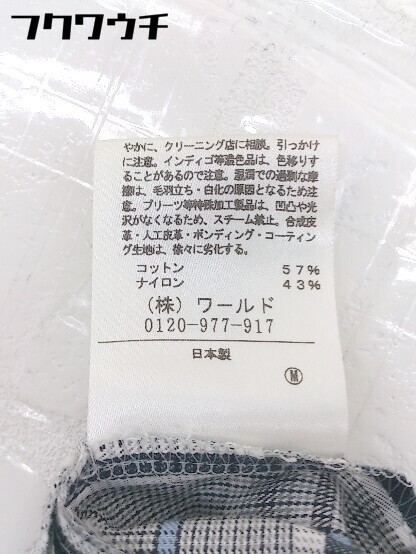 フクワウチ
やかに、クリーニング店に相談。引っかけ
に注意。インディゴ等濃色品は、色移りす
ることがあるので注意。湿潤での過剰な摩
擦は、毛羽立ち・白化の原因となるため注
意。プリーツ等特殊加工製品は、凹凸や光
沢がなくなるため、スチーム禁止。合成皮
革・人工皮革・ボンディング・コーティン
グ生地は、徐々に劣化する。
コットン 57%
ナイロン 43%
(株) ワールド
0120-977-917
日本製
M